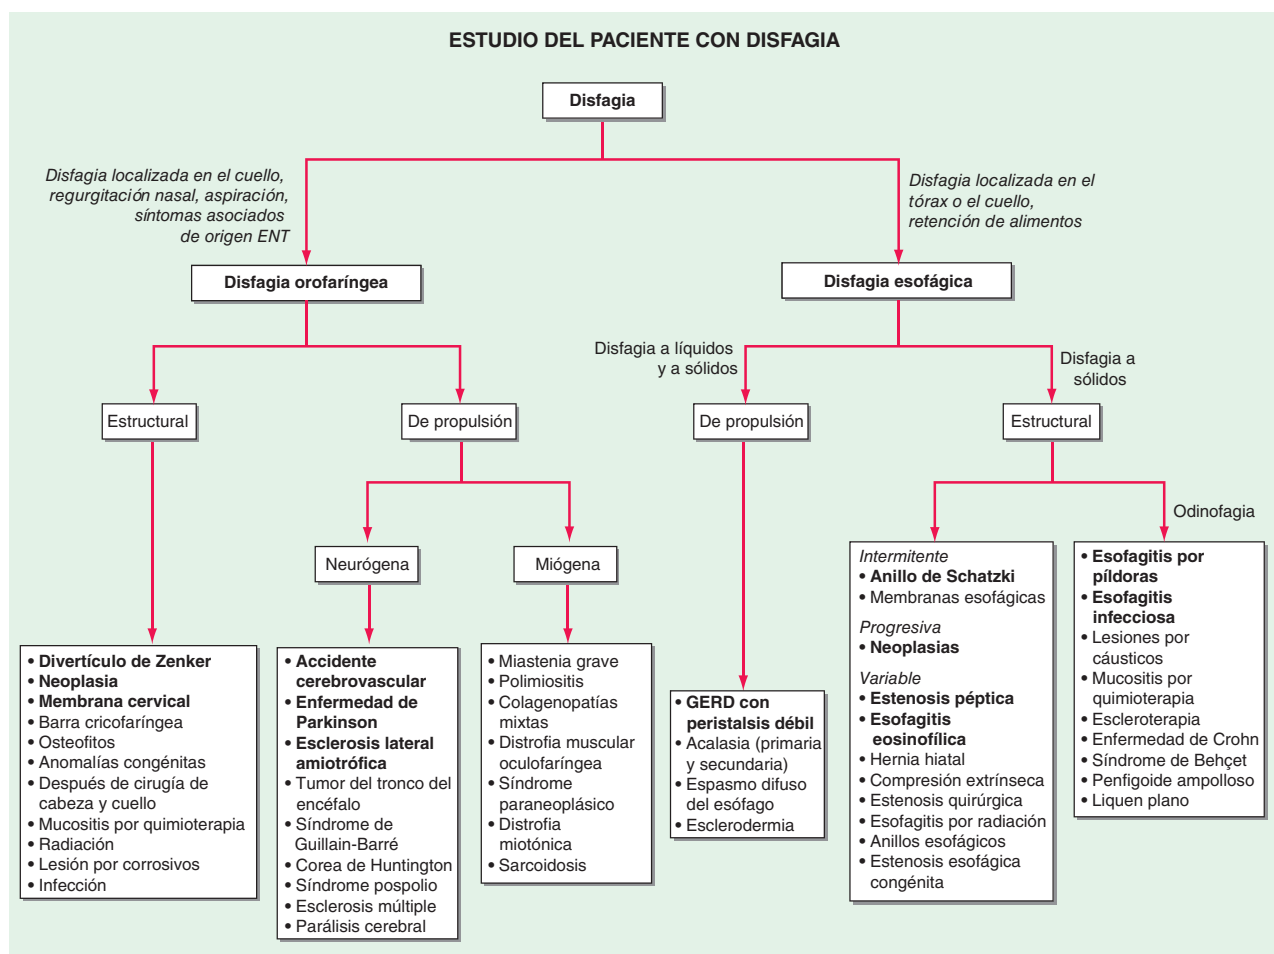 ESTUDIO DEL PACIENTE CON DISFAGIA
Disfagia
Disfagia localizada en el cuello,
regurgitación nasal, aspiración,
síntomas asociados
de origen ENT
Disfagia localizada en el
tórax o el cuello,
retención de alimentos
Disfagia orofaríngea
Disfagia esofágica
Disfagia a líquidos
y a sólidos
Disfagia a
sólidos
Estructural
De propulsión
De propulsión
Estructural
Odinofagia
Neurógena
Miógena
• Divertículo de Zenker
• Neoplasia
• Membrana cervical
• Barra cricofaríngea
• Osteofitos
• Anomalías congénitas
• Después de cirugía de
cabeza y cuello
• Mucositis por quimioterapia
• Radiación
• Lesión por corrosivos
• Infección
• Accidente
cerebrovascular
• Enfermedad de
Parkinson
• Esclerosis lateral
amiotrófica
• Tumor del tronco del
encéfalo
• Síndrome de
Guillain-Barré
• Corea de Huntington
• Síndrome pospolio
• Esclerosis múltiple
• Parálisis cerebral
• Miastenia grave
• Polimiositis
• Colagenopatías
mixtas
• Distrofia muscular
oculofaríngea
• Síndrome
paraneoplásico
• Distrofia
miotónica
• Sarcoidosis
• GERD con
peristalsis débil
• Acalasia (primaria
y secundaria)
• Espasmo difuso
del esófago
• Esclerodermia
Intermitente
• Anillo de Schatzki
• Membranas esofágicas
Progresiva
• Neoplasias
Variable
• Estenosis péptica
• Esofagitis
eosinofílica
• Hernia hiatal
• Compresión extrínseca
• Estenosis quirúrgica
• Esofagitis por radiación
• Anillos esofágicos
• Estenosis esofágica
congénita
• Esofagitis por
píldoras
• Esofagitis
infecciosa
• Lesiones por
cáusticos
• Mucositis por
quimioterapia
• Escleroterapia
• Enfermedad de Crohn
• Síndrome de Behçet
• Penfigoide ampolloso
• Liquen plano